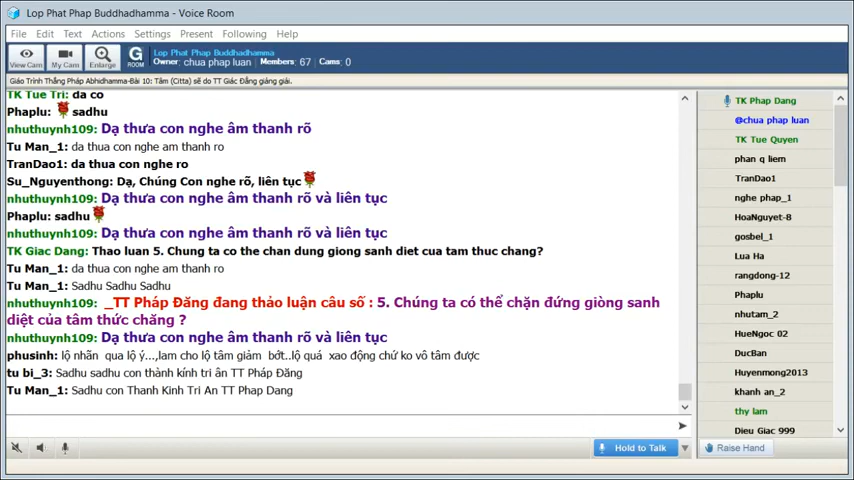 Lop Phat Phap Buddhadhamma - Voice Room
File Edit Text Actions Settings Present Following Help
View Cam My Cam Enlarge G ROOM
Lop Phat Phap Buddhadhamma
Owner: chua phap luan Members: 67 Cams: 0
Giáo Trình Thắng Pháp Abhidhamma-Bài 10: Tâm (Citta) sẽ do TT Giác Đẳng giảng giải.
TK Tue Tri: da co
Phaplu: sadhu
nhuthuynh109: Dạ thưa con nghe âm thanh rõ
Tu Man_1: da thua con nghe am thanh ro
TranDao1: da thua con nghe ro
Su_Nguyenthong: Dạ, Chúng Con nghe rõ, liên tục
nhuthuynh109: Dạ thưa con nghe âm thanh rõ và liên tục
Phaplu: sadhu
nhuthuynh109: Dạ thưa con nghe âm thanh rõ và liên tục
TK Giac Dang: Thao luan 5. Chung ta co the chan dung giong sanh diet cua tam thuc chang?
Tu Man_1: da thua con nghe am thanh ro
Tu Man_1: Sadhu Sadhu Sadhu
nhuthuynh109: _TT Pháp Đăng đang thảo luận câu số : 5. Chúng ta có thể chặn đứng giòng sanh
diệt của tâm thức chăng ?
nhuthuynh109: Dạ thưa con nghe âm thanh rõ và liên tục
phusinh: lộ nhãn qua lộ ý...,lam cho lộ tâm giảm bớt..lộ quá xao động chứ ko vô tâm được
tu bi_3: Sadhu sadhu con thành kính tri ân TT Pháp Đăng
Tu Man_1: Sadhu con Thanh Kinh Tri An TT Phap Dang
TK Phap Dang
@chua phap luan
TK Tue Quyen
phan q liem
TranDao1
nghe phap_1
HoaNguyet-8
gosbel_1
Lua Ha
rangdong-12
Phaplu
nhutam_2
HueNgoc 02
DucBan
Huyenmong2013
khanh an_2
thy lam
Dieu Giac 999
Hold to Talk
Raise Hand